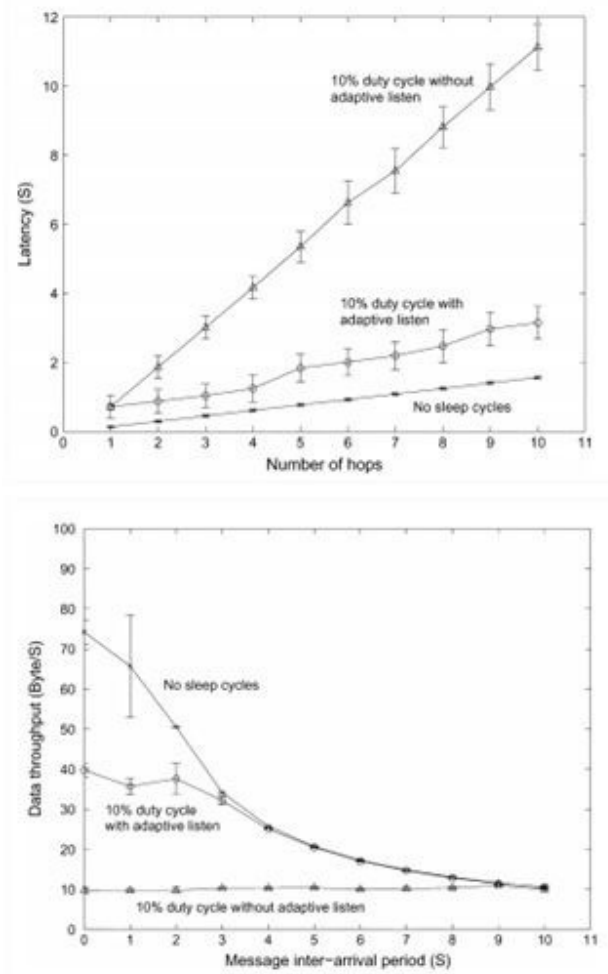 12
10
8
6
4
2
0
Latency (S)
10% duty cycle without
adaptive listen
10% duty cycle with
adaptive listen
No sleep cycles
0 1 2 3 4 5 6 7 8 9 10 11
Number of hops
100
90
80
70
60
50
40
30
20
10
0
Data throughput (Byte/S)
No sleep cycles
10% duty cycle
with adaptive listen
10% duty cycle without adaptive listen
0 1 2 3 4 5 6 7 8 9 10 11
Message inter-arrival period (S)